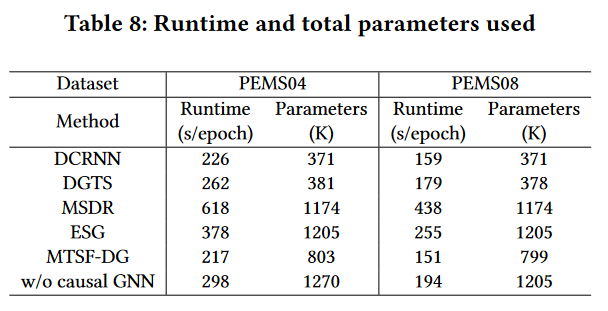 Table 8: Runtime and total parameters used
Dataset PEMS04 PEMS08
Method Runtime (s/epoch) Parameters (K) Runtime (s/epoch) Parameters (K)
DCRNN 226 371 159 371
DGTS 262 381 179 378
MSDR 618 1174 438 1174
ESG 378 1205 255 1205
MTSF-DG 217 803 151 799
w/o causal GNN 298 1270 194 1205